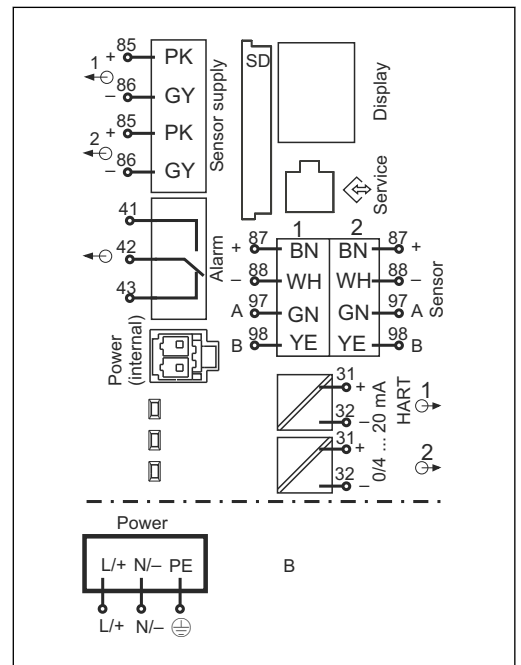 85
1 + PK
86
– GY
85
2 + PK
86
– GY
Sensor supply
SD
Display
Service
41
42
43
Alarm
1 2
+ 87 BN BN 87 +
– 88 WH WH 88 –
A 97 GN GN 97 A
B 98 YE YE 98 B
Sensor
Power
(internal)
31 +
32 –
31 +
32 –
0/4 ... 20 mA
HART
1
2
Power
L/+ N/– PE
L/+ N/–
B